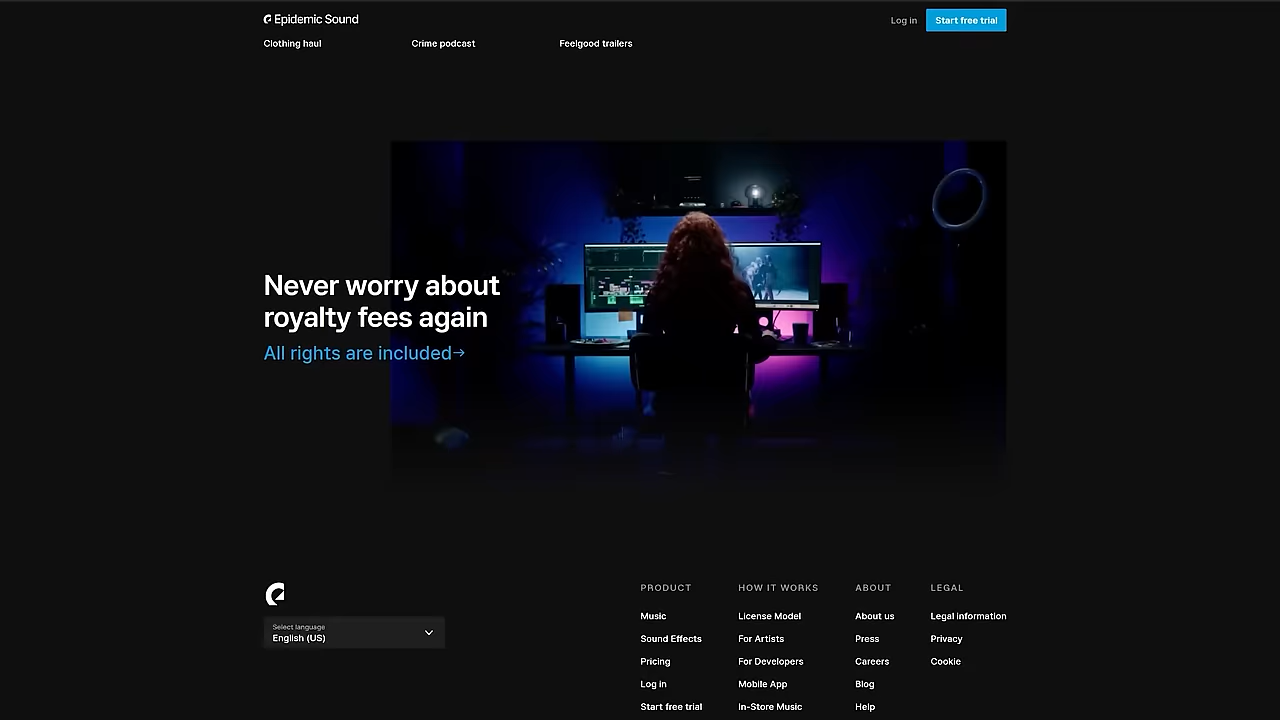 Epidemic Sound
Log in
Start free trial
Clothing haul
Crime podcast
Feelgood trailers
Never worry about
royalty fees again
All rights are included→
Select language
English (US)
PRODUCT
Music
Sound Effects
Pricing
Log in
Start free trial
HOW IT WORKS
License Model
For Artists
For Developers
Mobile App
In-Store Music
ABOUT
About us
Press
Careers
Blog
Help
LEGAL
Legal information
Privacy
Cookie